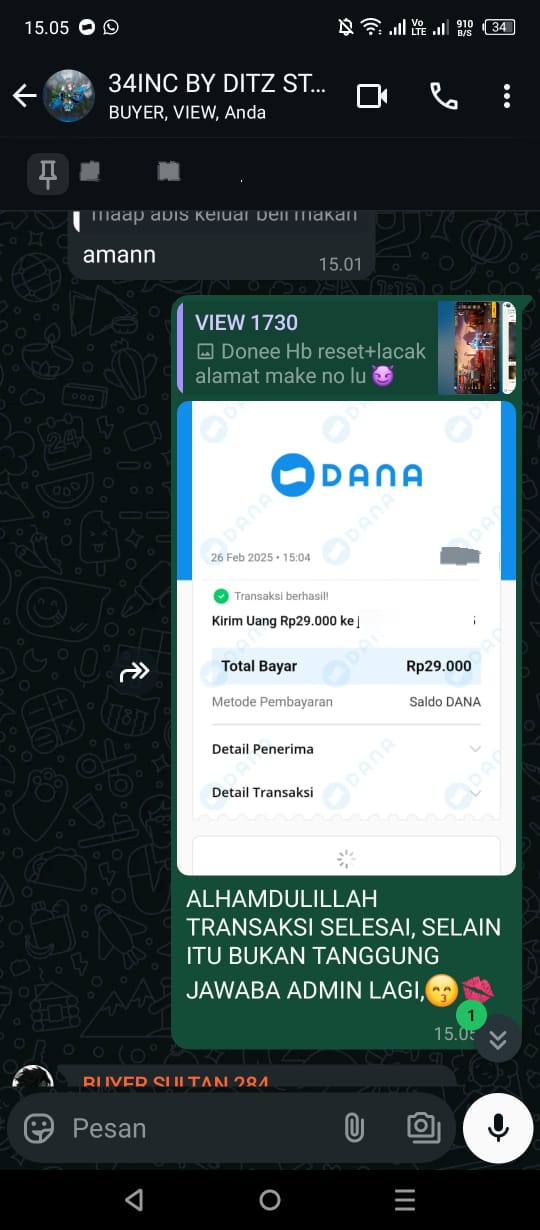 15.05
Vo
LTE
910
B/S
34
34INC BY DITZ ST...
BUYER, VIEW, Anda
maap abis keluar beli makan
amann
15.01
VIEW 1730
Donee Hb reset+lacak
alamat make no lu😈
DANA
26 Feb 2025 • 15:04
Transaksi berhasil!
Kirim Uang Rp29.000 ke j
Total Bayar Rp29.000
Metode Pembayaran Saldo DANA
Detail Penerima
Detail Transaksi
ALHAMDULILLAH
TRANSAKSI SELESAI, SELAIN
ITU BUKAN TANGGUNG
JAWABA ADMIN LAGI,😙💋
1
15.05
BUYER SULTAN 284
Pesan